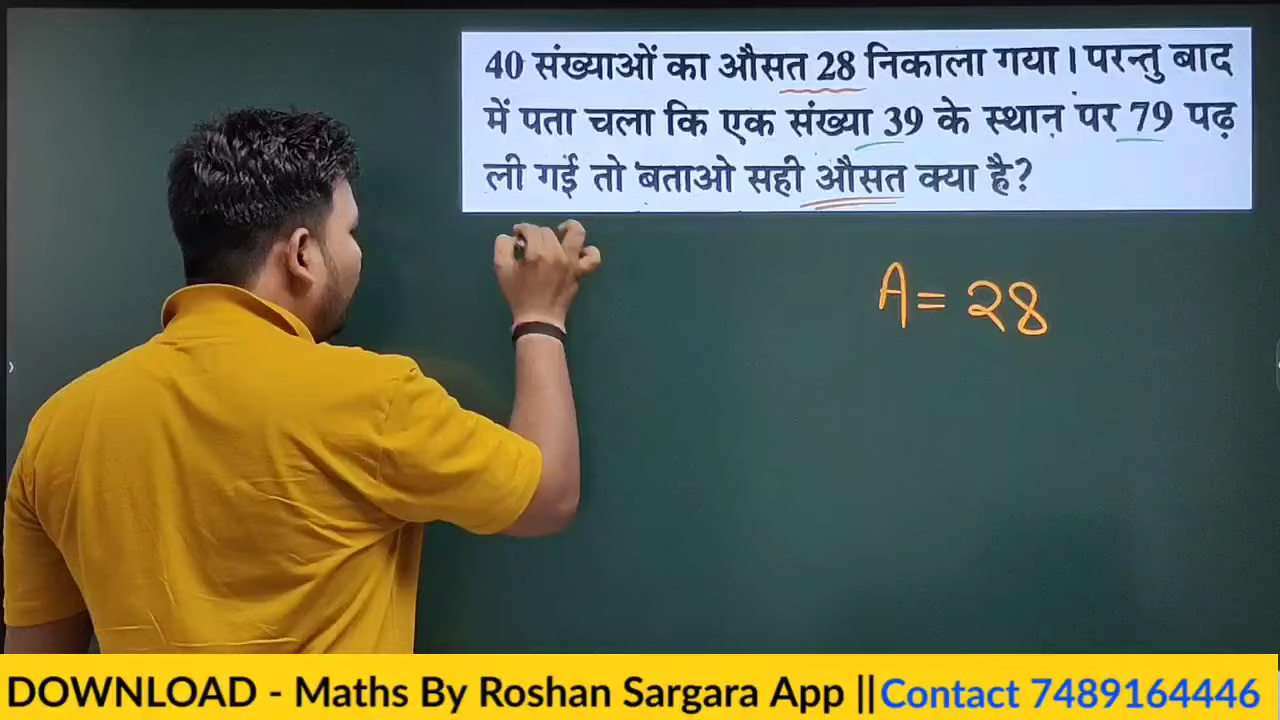 40 संख्याओं का औसत 28 निकाला गया। परन्तु बाद
में पता चला कि एक संख्या 39 के स्थान पर 79 पढ़
ली गई तो बताओ सही औसत क्या है?
A = 28
DOWNLOAD - Maths By Roshan Sargara App || Contact 7489164446